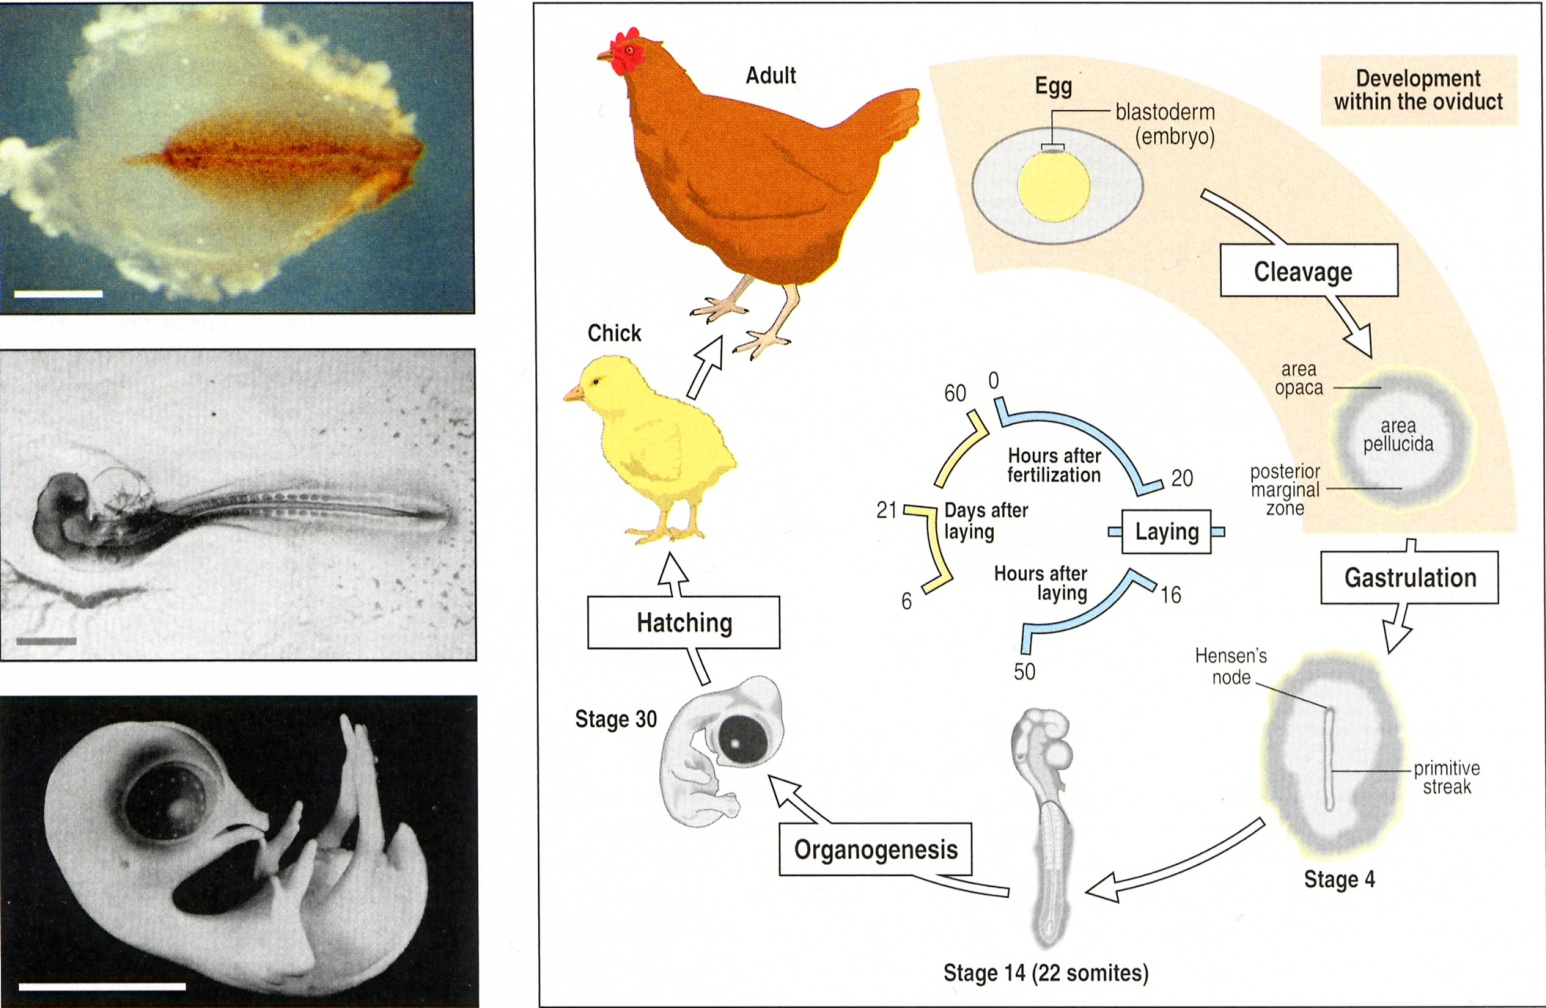 Adult
Egg
blastoderm
(embryo)
Development
within the oviduct
Cleavage
area
opaca
area
pellucida
posterior
marginal
zone
Chick
60
0
Hours after
fertilization
20
21
Days after
laying
Laying
Hours after
laying
6
16
50
Gastrulation
Hatching
Hensen's
node
primitive
streak
Stage 4
Stage 30
Organogenesis
Stage 14 (22 somites)